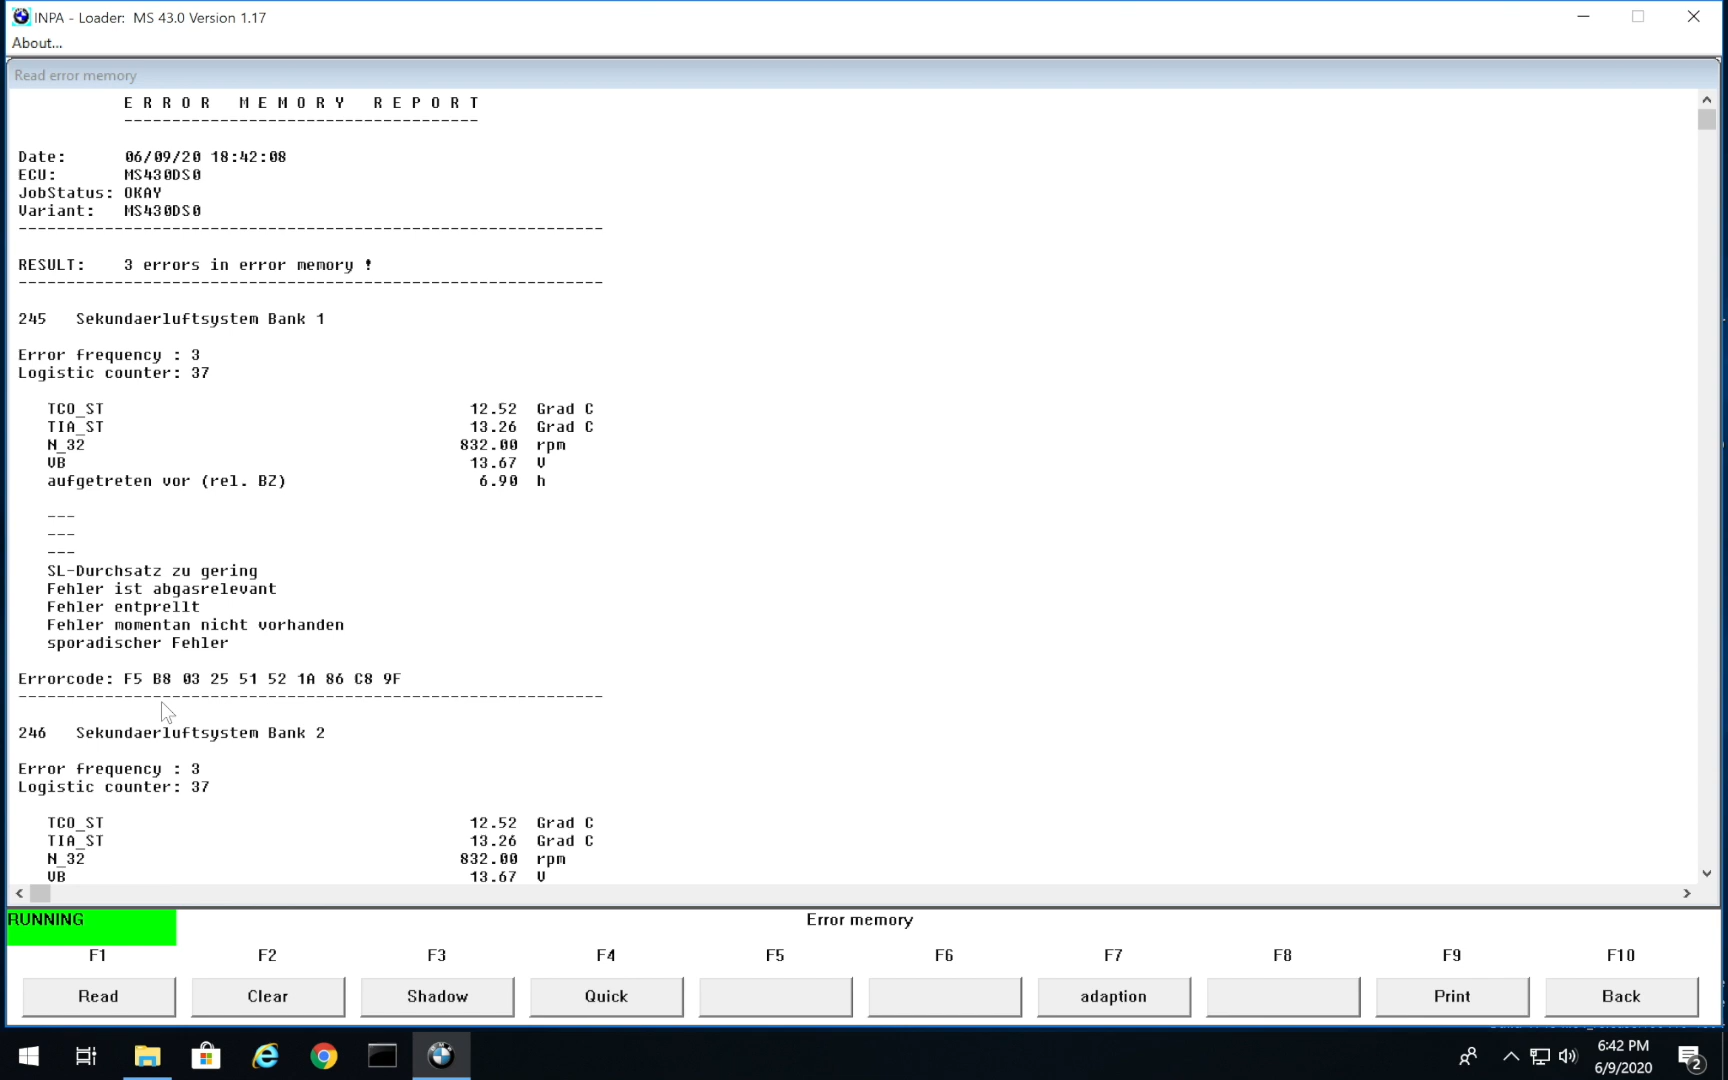 INPA - Loader: MS 43.0 Version 1.17
About...
Read error memory
E R R O R M E M O R Y R E P O R T
-------------------------------------
Date: 06/09/20 18:42:08
ECU: MS430DS0
JobStatus: OKAY
Variant: MS430DS0
-------------------------------------------------------------
RESULT: 3 errors in error memory !
-------------------------------------------------------------
245 Sekundaerluftsystem Bank 1
Error frequency : 3
Logistic counter: 37
TCO_ST 12.52 Grad C
TIA_ST 13.26 Grad C
N_32 832.00 rpm
VB 13.67 V
aufgetreten vor (rel. BZ) 6.90 h
---
---
---
SL-Durchsatz zu gering
Fehler ist abgasrelevant
Fehler entprellt
Fehler momentan nicht vorhanden
sporadischer Fehler
Errorcode: F5 B8 03 25 51 52 1A 86 C8 9F
-------------------------------------------------------------
246 Sekundaerluftsystem Bank 2
Error frequency : 3
Logistic counter: 37
TCO_ST 12.52 Grad C
TIA_ST 13.26 Grad C
N_32 832.00 rpm
VB 13.67 V
RUNNING Error memory
F1 F2 F3 F4 F5 F6 F7 F8 F9 F10
Read Clear Shadow Quick adaption Print Back
6:42 PM
6/9/2020
2